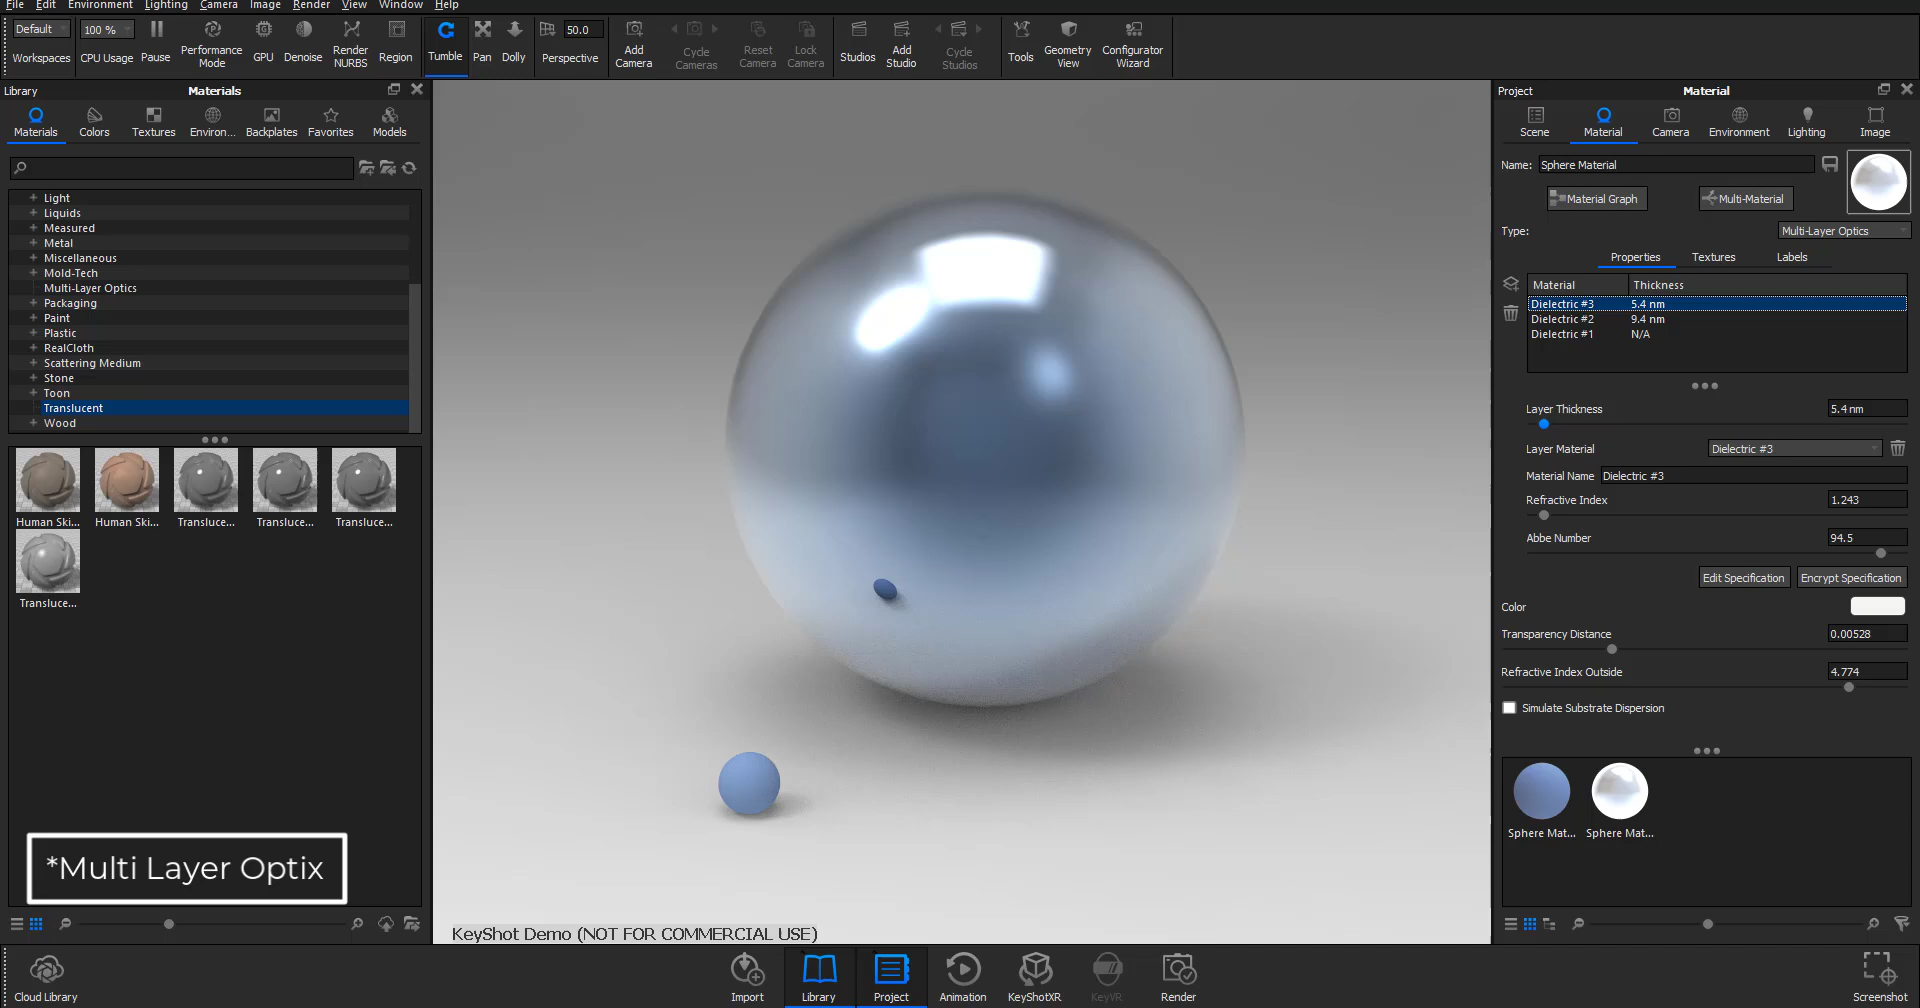 File Edit Environment Lighting Camera Image Render View Window Help
Default 100 % 50.0
Workspaces CPU Usage Pause Performance Mode GPU Denoise Render NURBS Region Tumble Pan Dolly Perspective Add Camera Cycle Cameras Reset Camera Lock Camera Studios Add Studio Cycle Studios Tools Geometry View Configurator Wizard
Library Materials
Materials Colors Textures Environ... Backplates Favorites Models
Light
Liquids
Measured
Metal
Miscellaneous
Mold-Tech
Multi-Layer Optics
Packaging
Paint
Plastic
RealCloth
Scattering Medium
Stone
Toon
Translucent
Wood
Human Ski... Human Ski... Transluce... Transluce... Transluce...
Transluce...
*Multi Layer Optix
KeyShot Demo (NOT FOR COMMERCIAL USE)
Project Material
Scene Material Camera Environment Lighting Image
Name: Sphere Material
Material Graph Multi-Material
Type: Multi-Layer Optics
Properties Textures Labels
Material Thickness
Dielectric #3 5.4 nm
Dielectric #2 9.4 nm
Dielectric #1 N/A
Layer Thickness 5.4 nm
Layer Material Dielectric #3
Material Name Dielectric #3
Refractive Index 1.243
Abbe Number 94.5
Edit Specification Encrypt Specification
Color
Transparency Distance 0.00528
Refractive Index Outside 4.774
Simulate Substrate Dispersion
Sphere Mat... Sphere Mat...
Cloud Library Import Library Project Animation KeyShotXR KeyVR Render Screenshot